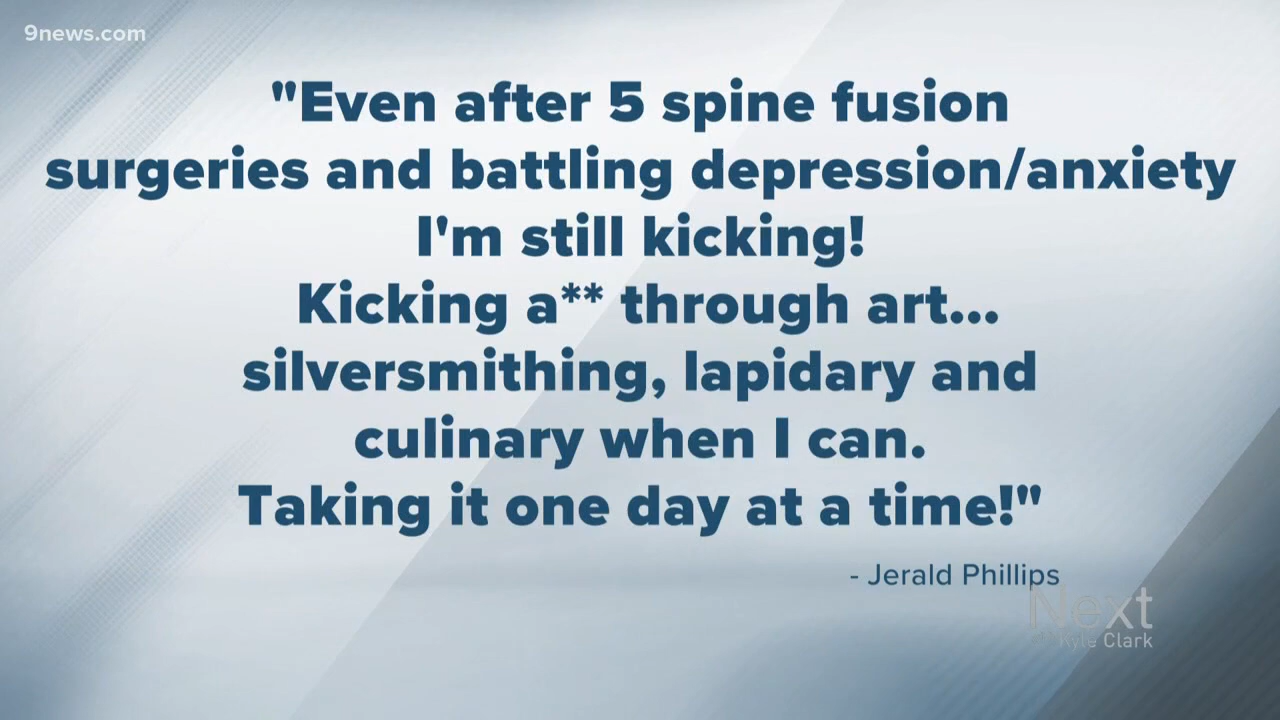 9news.com
"Even after 5 spine fusion
surgeries and battling depression/anxiety
I'm still kicking!
Kicking a** through art...
silversmithing, lapidary and
culinary when I can.
Taking it one day at a time!"
- Jerald Phillips
Next
Kyle Clark